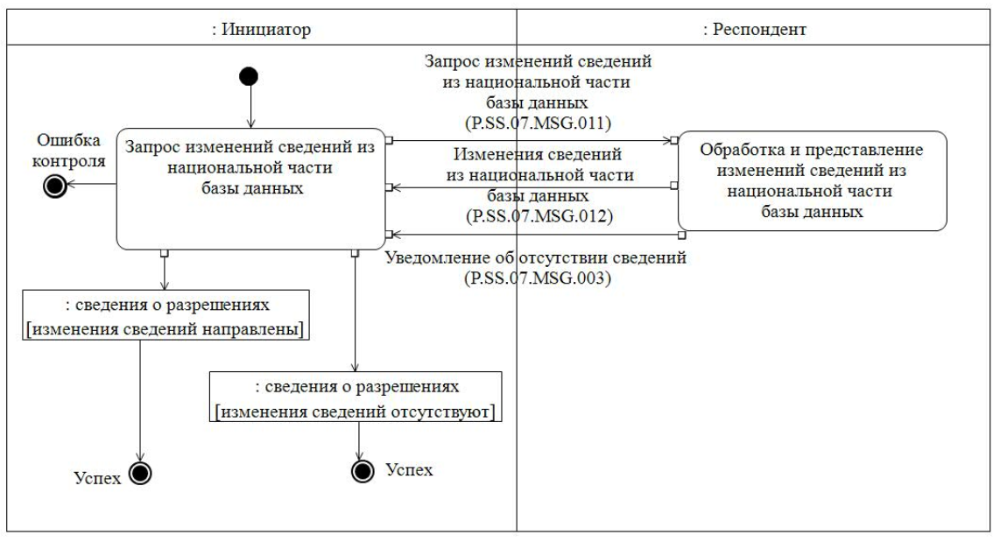 : Инициатор
: Респондент
Запрос изменений сведений
из национальной части
базы данных
(P.SS.07.MSG.011)
Ошибка
контроля
Запрос изменений сведений из
национальной части
базы данных
Изменения сведений
из национальной части
базы данных
(P.SS.07.MSG.012)
Обработка и представление
изменений сведений из
национальной части
базы данных
Уведомление об отсутствии сведений
(P.SS.07.MSG.003)
: сведения о разрешениях
[изменения сведений направлены]
: сведения о разрешениях
[изменения сведений отсутствуют]
Успех
Успех